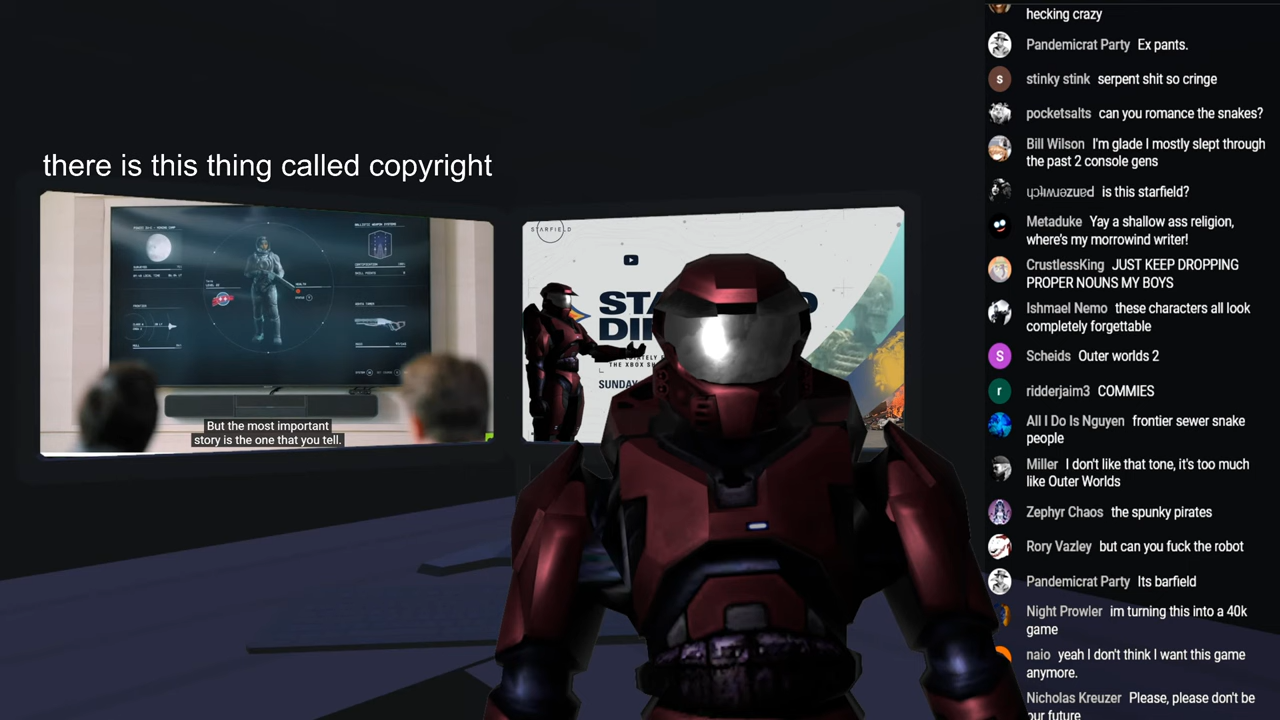 there is this thing called copyright
But the most important
story is the one that you tell.
STARFIELD
STA
DI
THE XBOX SH
SUNDAY
hecking crazy
Pandemicrat Party Ex pants.
stinky stink serpent shit so cringe
pocketsalts can you romance the snakes?
Bill Wilson I'm glade I mostly slept through
the past 2 console gens
is this starfield?
Metaduke Yay a shallow ass religion,
where's my morrowind writer!
CrustlessKing JUST KEEP DROPPING
PROPER NOUNS MY BOYS
Ishmael Nemo these characters all look
completely forgettable
S Scheids Outer worlds 2
r ridderjaim3 COMMIES
All I Do Is Nguyen frontier sewer snake
people
Miller I don't like that tone, it's too much
like Outer Worlds
Zephyr Chaos the spunky pirates
Rory Vazley but can you fuck the robot
Pandemicrat Party Its barfield
Night Prowler im turning this into a 40k
game
naio yeah I don't think I want this game
anymore.
Nicholas Kreuzer Please, please don't be
our future